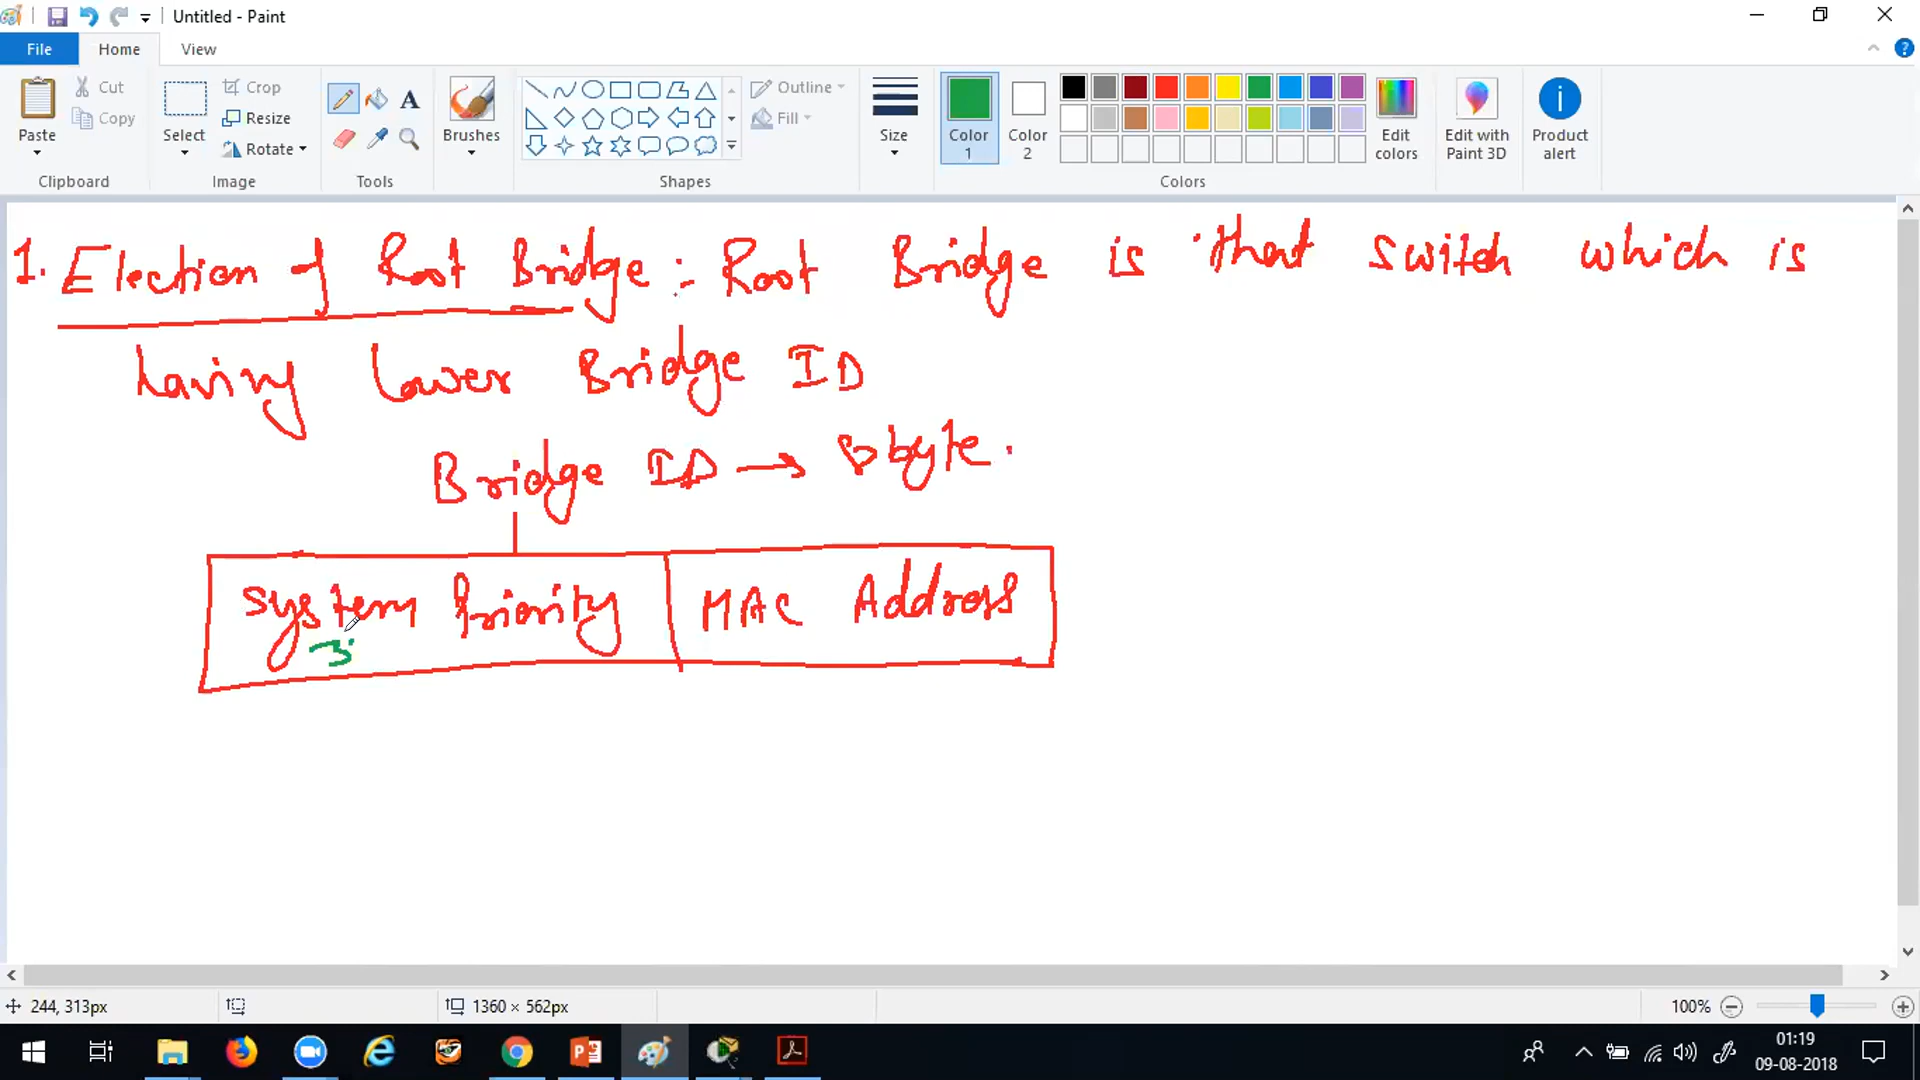 Untitled - Paint
File Home View
Cut
Copy
Paste
Crop
Resize
Rotate
Select
Brushes
Outline
Fill
Size
Color 1
Color 2
Edit colors
Edit with Paint 3D
Product alert
Clipboard Image Tools Shapes Colors
1. Election of Root Bridge :- Root Bridge is that switch which is
having lower Bridge ID
Bridge ID → 8 byte.
System Priority MAC Address
3
244, 313px 1360 × 562px 100%
01:19
09-08-2018